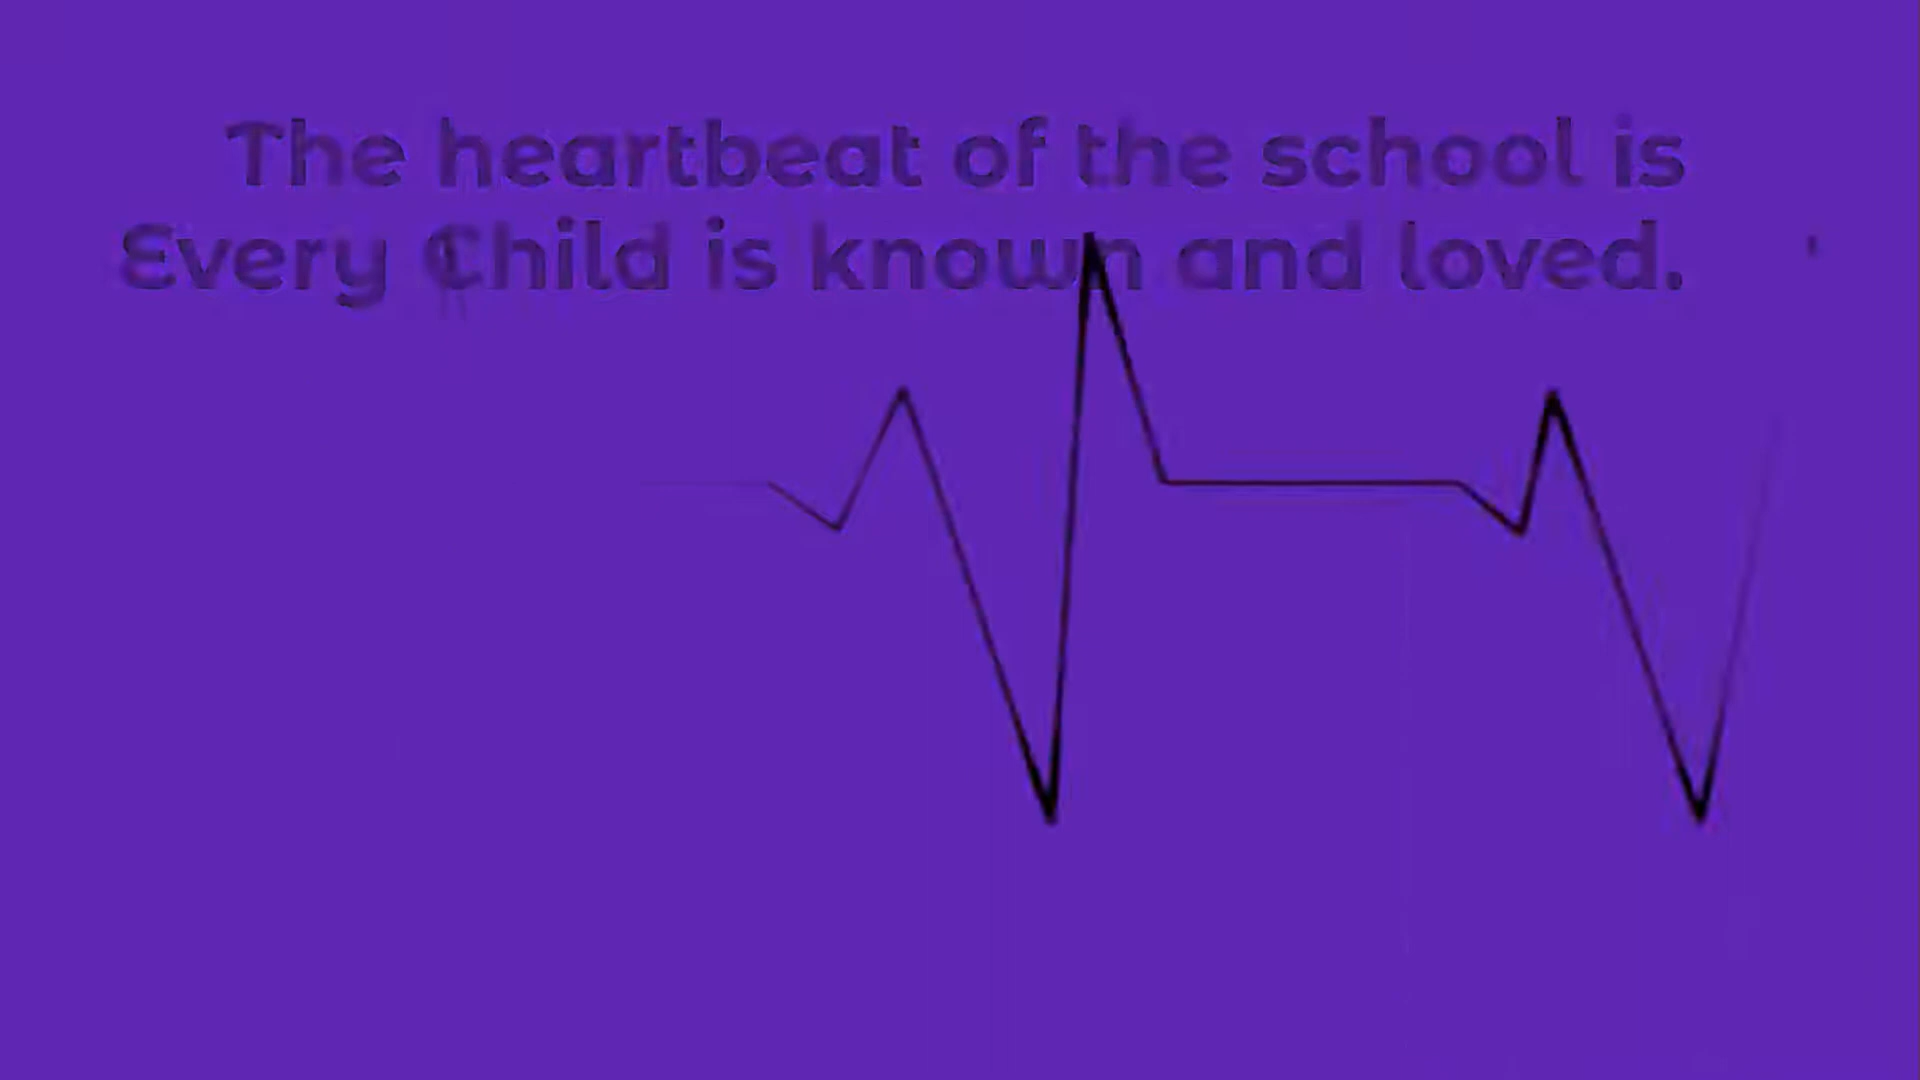 The heartbeat of the school is
Every Child is known and loved.